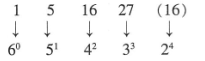 1 5 16 27 (16)
↓ ↓ ↓ ↓ ↓
6⁰ 5¹ 4² 3³ 2⁴